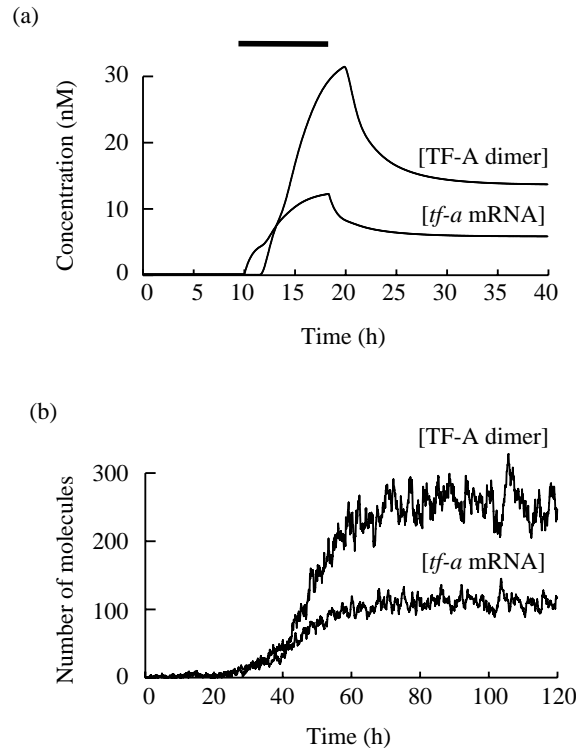 (a)
Concentration (nM)
30
20
10
0
[TF-A dimer]
[tf-a mRNA]
0 5 10 15 20 25 30 35 40
Time (h)
(b)
Number of molecules
300
200
100
0
[TF-A dimer]
[tf-a mRNA]
0 20 40 60 80 100 120
Time (h)